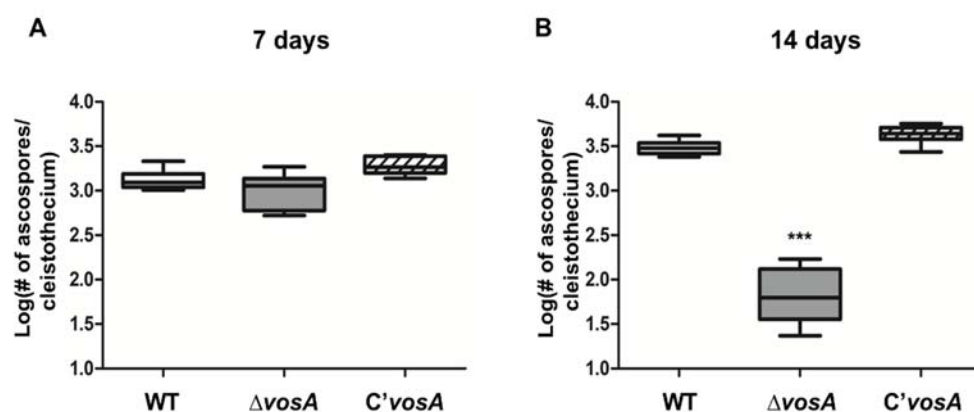 A
7 days
Log(# of ascospores/
cleistothecium)
4.0
3.5
3.0
2.5
2.0
1.5
1.0
WT
ΔvosA
C'vosA
B
14 days
Log(# of ascospores/
cleistothecium)
4.0
3.5
3.0
2.5
2.0
1.5
1.0
***
WT
ΔvosA
C'vosA